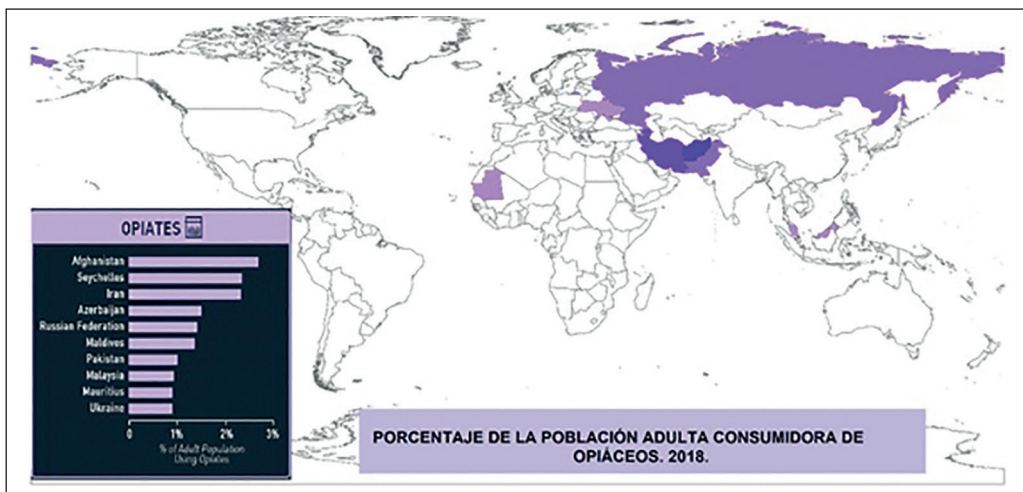 OPIATES
Afghanistan
Seychelles
Iran
Azerbaijan
Russian Federation
Maldives
Pakistan
Malaysia
Mauritius
Ukraine
0 1% 2% 3%
% of Adult Population
Using Opiates
PORCENTAJE DE LA POBLACIÓN ADULTA CONSUMIDORA DE
OPIÁCEOS. 2018.